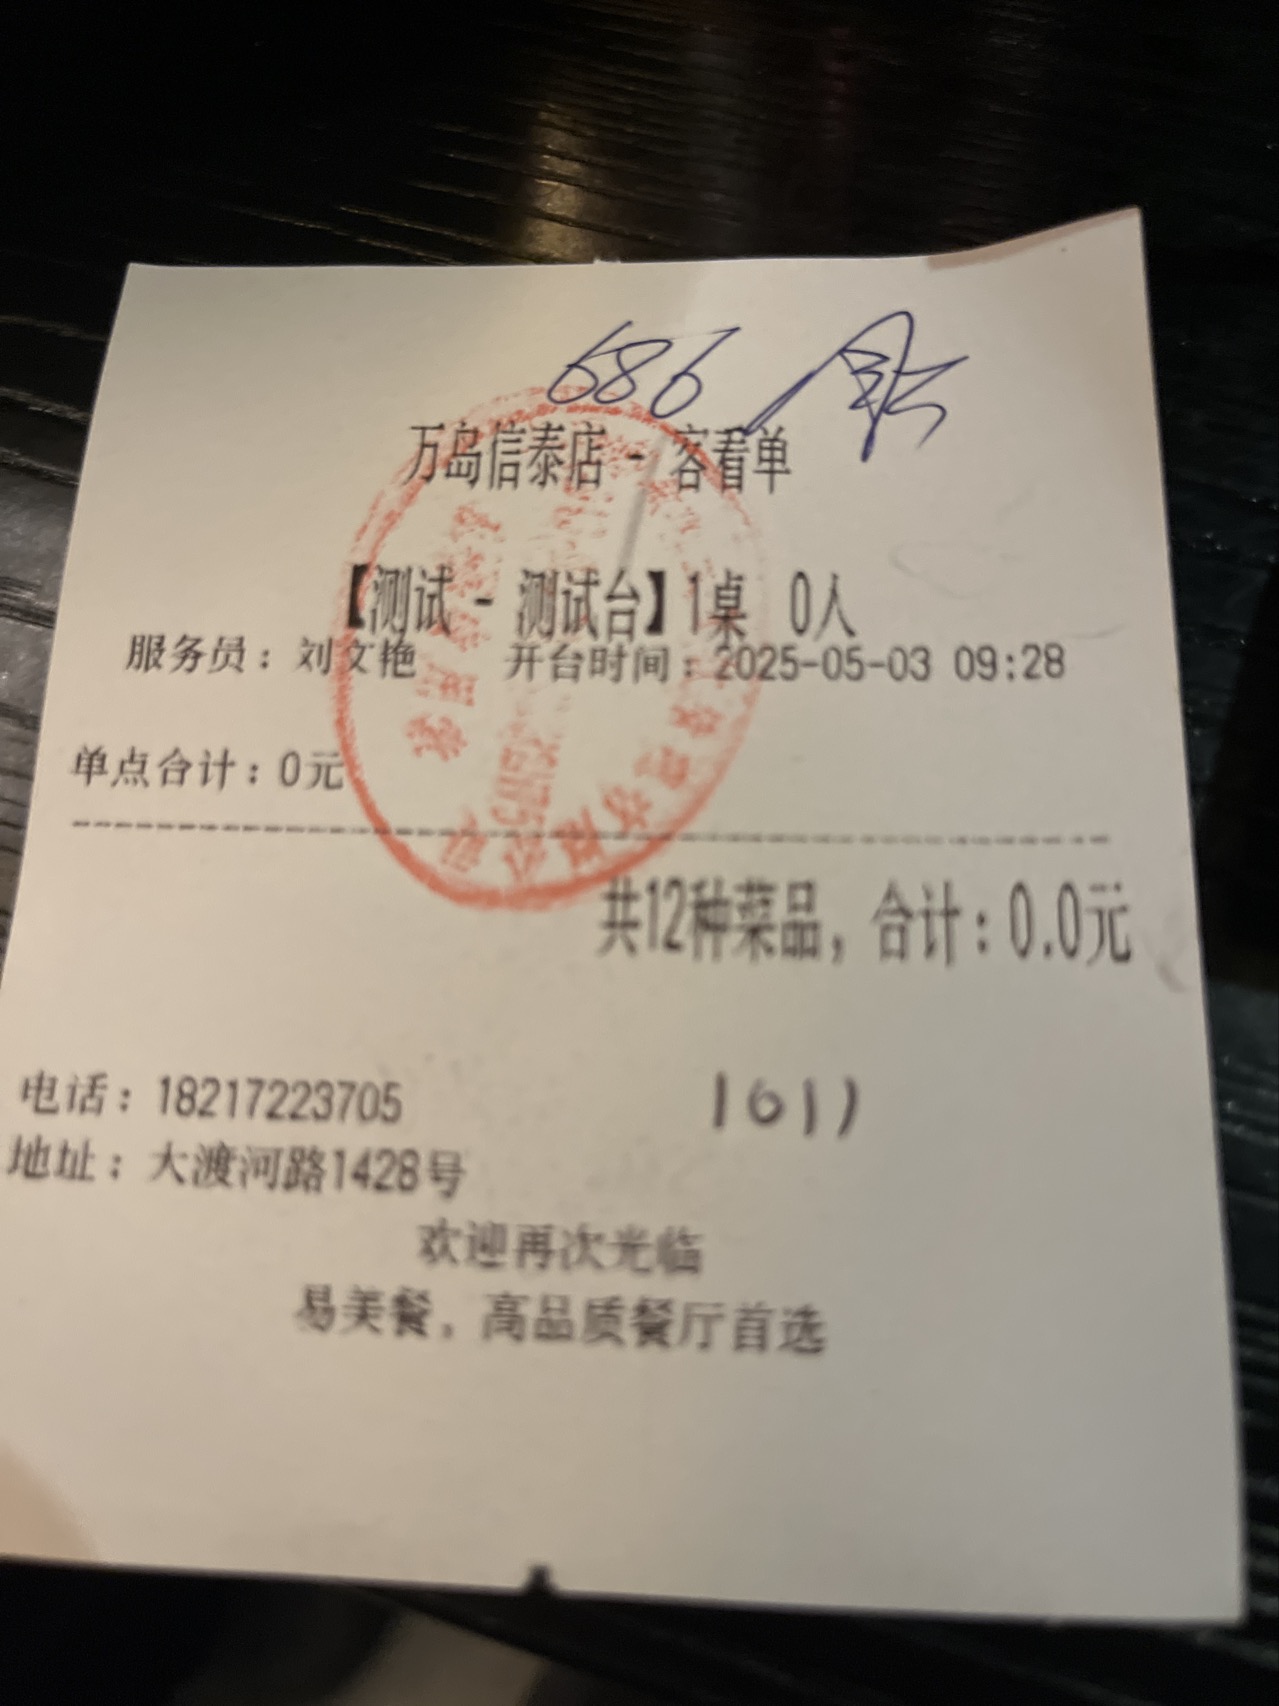 686
万岛信泰店 - 客看单
【测试 - 测试台】1桌 0人
服务员：刘文艳 开台时间：2025-05-03 09:28
单点合计：0元
共12种菜品，合计：0.0元
电话：18217223705
1611
地址：大渡河路1428号
欢迎再次光临
易美餐，高品质餐厅首选